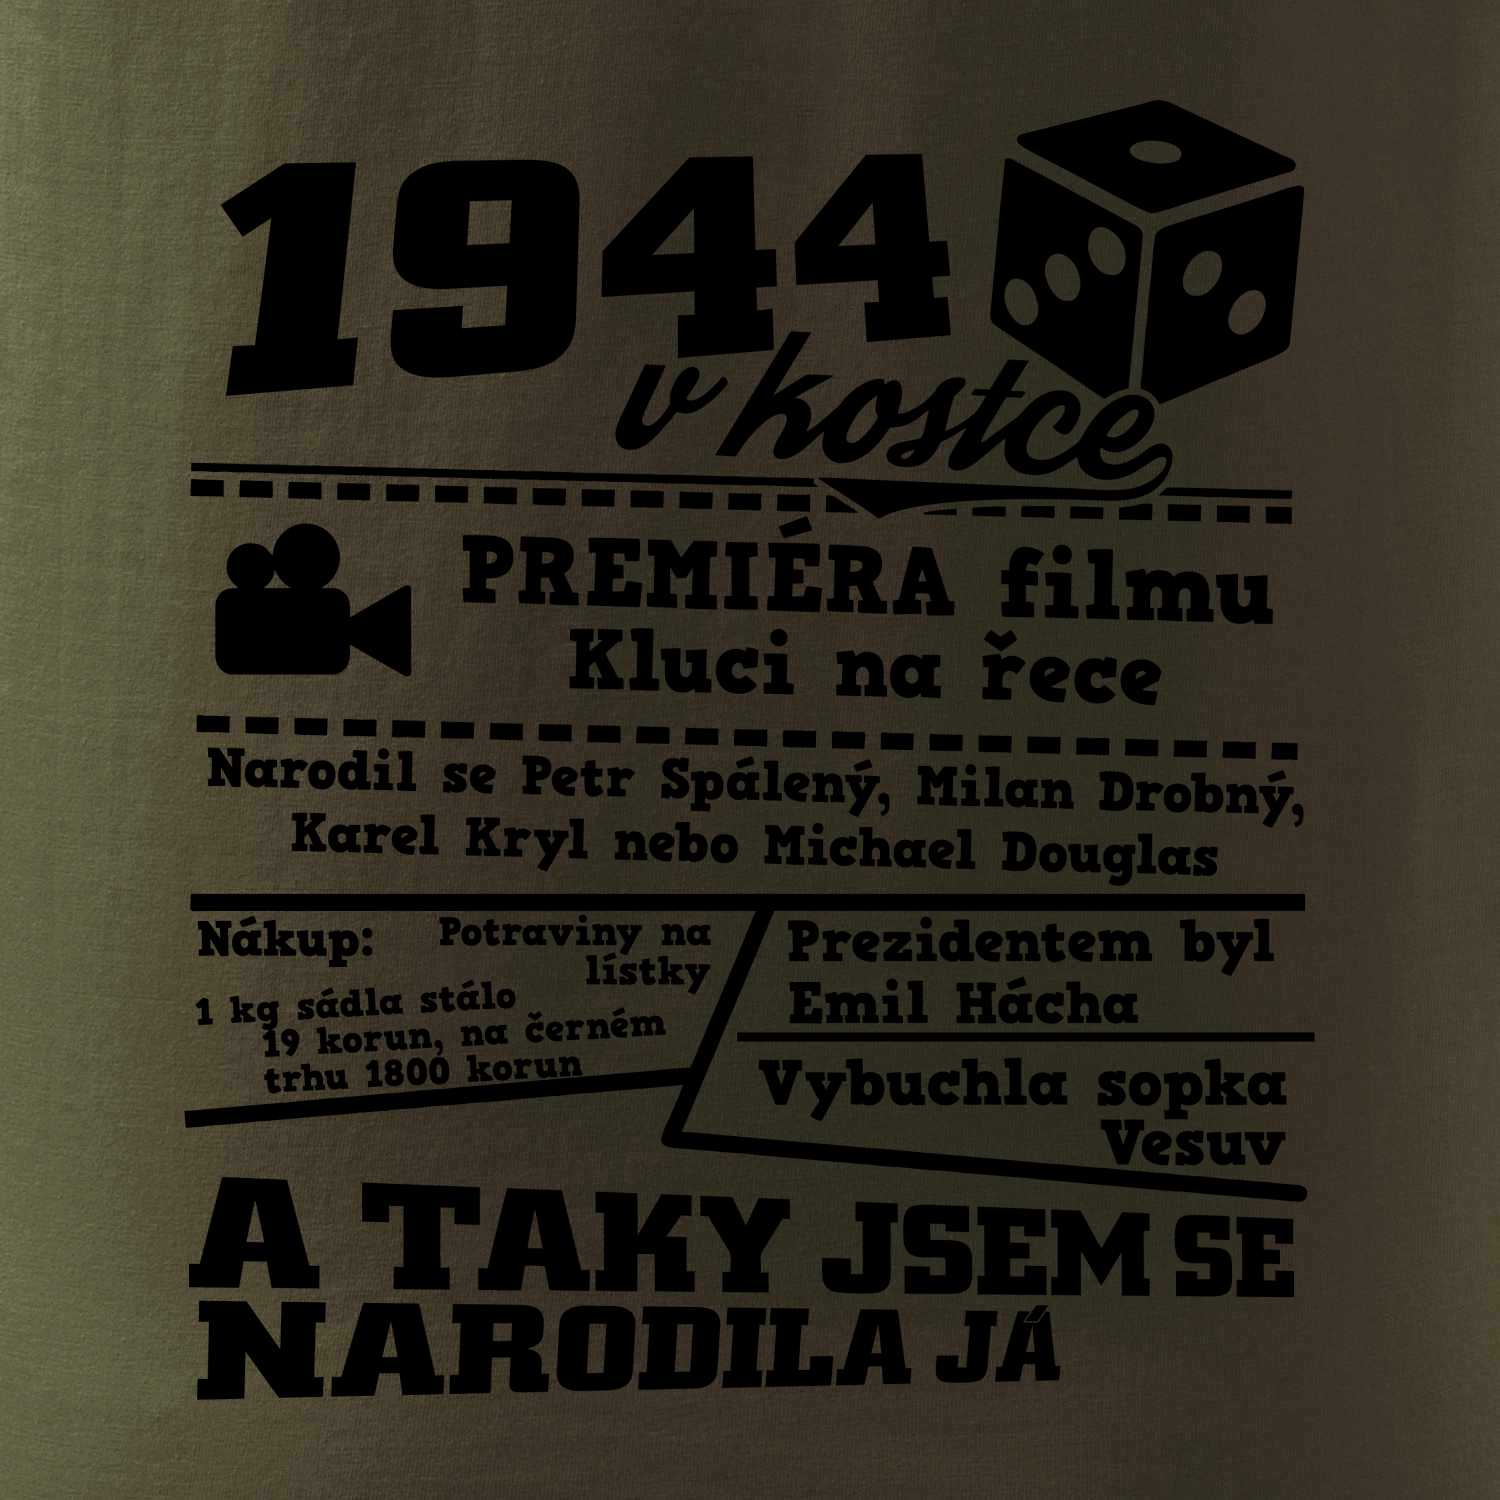 1944
v kostce
PREMIÉRA filmu
Kluci na řece
Narodil se Petr Spálený, Milan Drobný,
Karel Kryl nebo Michael Douglas
Nákup:
Potraviny na
lístky
1 kg sádla stálo
19 korun, na černém
trhu 1800 korun
Prezidentem byl
Emil Hácha
Vybuchla sopka
Vesuv
A TAKY JSEM SE
NARODILA JÁ